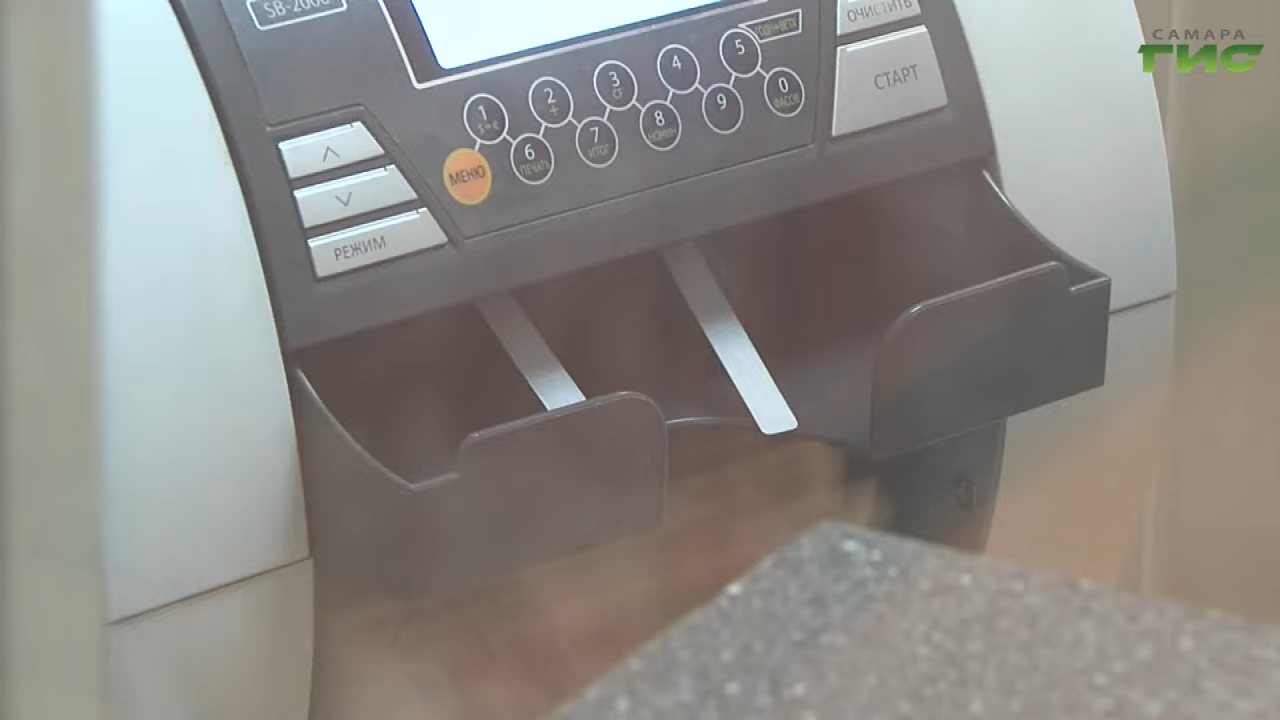 SB-2000
ОЧИСТИТЬ
САМАРА
ГИС
СТАРТ
1
2
+
3
CF
4
5
6
ПЕЧАТЬ
7
ИТОГ
8
НОМИН
9
0
ФАСОВ
МЕНЮ
РЕЖИМ